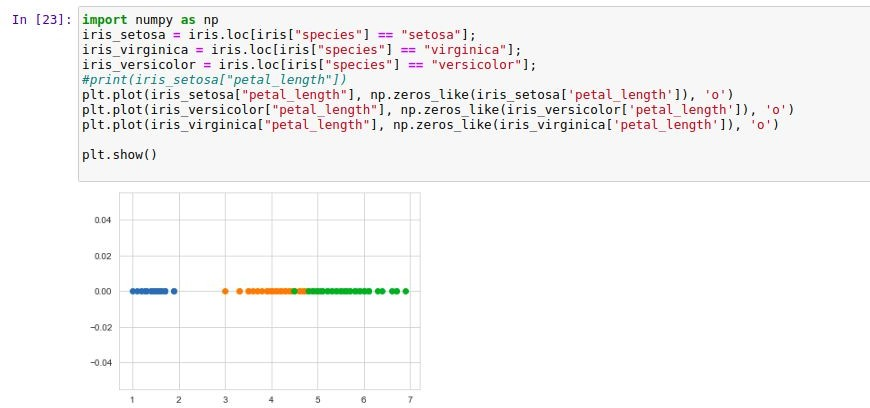 In [23]: import numpy as np
iris_setosa = iris.loc[iris["species"] == "setosa"];
iris_virginica = iris.loc[iris["species"] == "virginica"];
iris_versicolor = iris.loc[iris["species"] == "versicolor"];
#print(iris_setosa["petal_length"])
plt.plot(iris_setosa["petal_length"], np.zeros_like(iris_setosa['petal_length']), 'o')
plt.plot(iris_versicolor["petal_length"], np.zeros_like(iris_versicolor['petal_length']), 'o')
plt.plot(iris_virginica["petal_length"], np.zeros_like(iris_virginica['petal_length']), 'o')
plt.show()
0.04
0.02
0.00
−0.02
−0.04
1 2 3 4 5 6 7